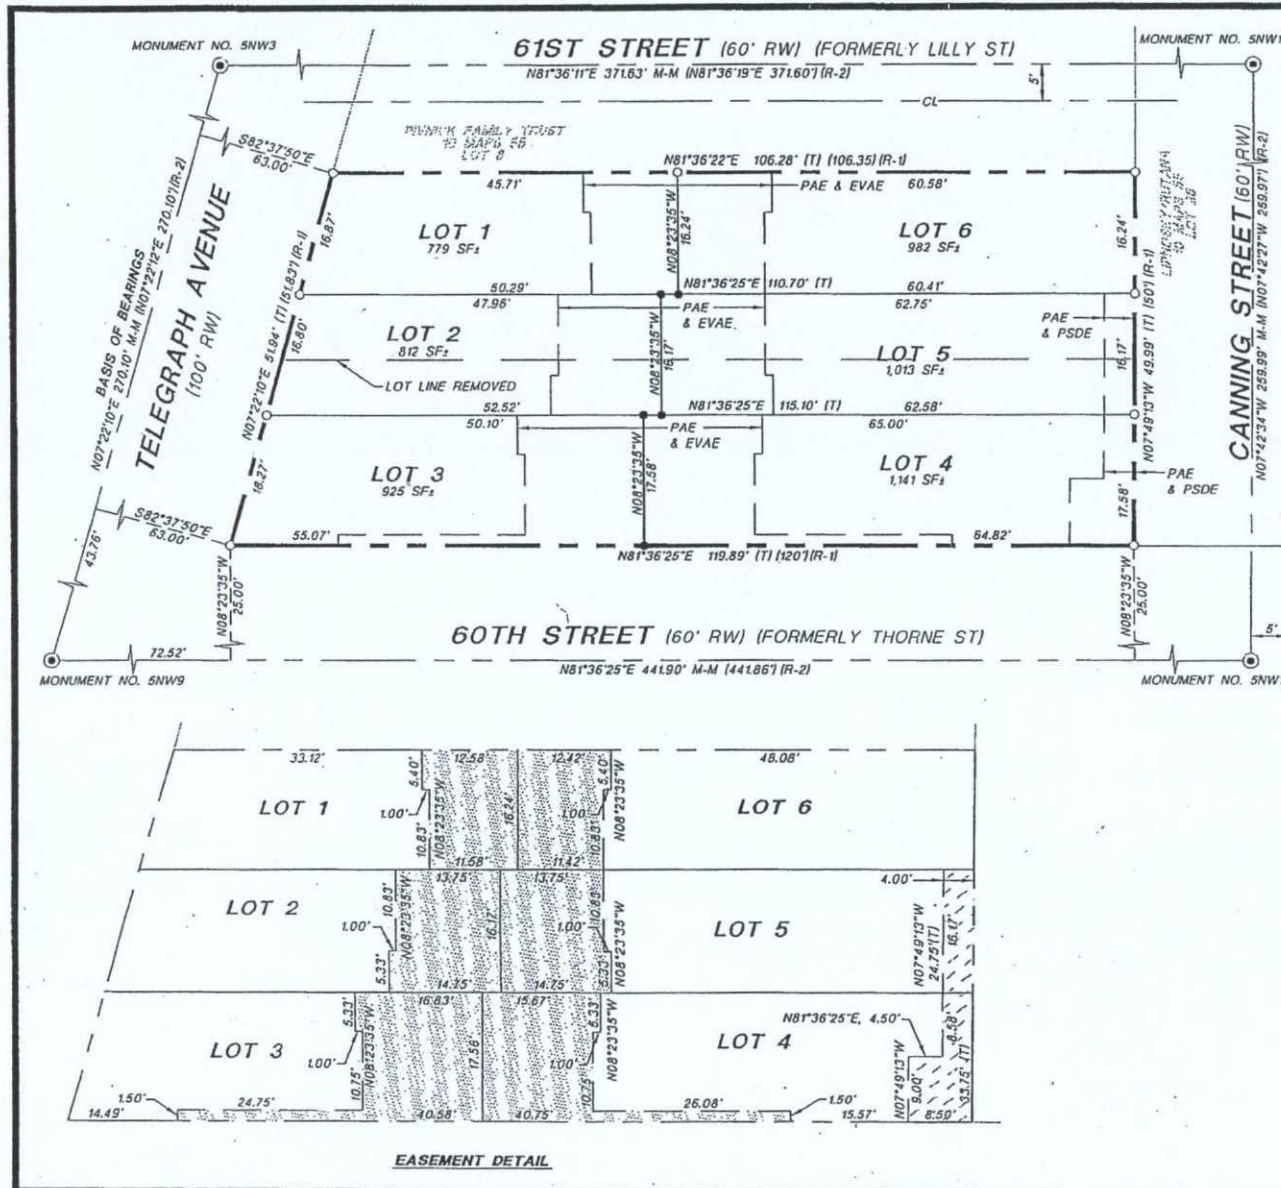 MONUMENT NO. 5NW3
61ST STREET (60' RW) (FORMERLY LILLY ST)
MONUMENT NO. 5NW1
N81°36'11"E 371.63' M-M (N81°36'19"E 371.60') (R-2)
5'
CL
S82°37'50"E
63.00'
LOT 8
N81°36'22"E 106.28' (T) (106.35) (R-1)
45.71'
PAE & EVAE
60.58'
BASIS OF BEARINGS
N07°22'10"E 270.10' M-M (N07°22'12"E 270.10') (R-2)
TELEGRAPH AVENUE
(100' RW)
16.87'
LOT 1
779 SF±
N08°23'35"W
16.24'
LOT 6
982 SF±
16.24'
LOT 36
CANNING STREET (60' RW)
N07°42'34"W 259.99' M-M (N07°42'27"W 259.97') (R-2)
N07°22'10"E 51.94' (T) (51.83') (R-1)
50.29'
N81°36'25"E 110.70' (T)
60.41'
47.96'
62.75'
PAE
& EVAE
PAE
& PSDE
16.80'
LOT 2
812 SF±
N08°23'35"W
16.17'
LOT 5
1,013 SF±
16.17'
N07°49'13"W 49.99' (T) (50') (R-1)
LOT LINE REMOVED
52.52'
N81°36'25"E 115.10' (T)
62.58'
50.10'
65.00'
PAE
& EVAE
18.27'
LOT 3
925 SF±
N08°23'35"W
17.58'
LOT 4
1,141 SF±
PAE
& PSDE
17.58'
S82°37'50"E
63.00'
43.76'
55.07'
64.82'
N81°36'25"E 119.89' (T) (120') (R-1)
N08°23'35"W
25.00'
N08°23'35"W
25.00'
60TH STREET (60' RW) (FORMERLY THORNE ST)
5'
72.52'
N81°36'25"E 441.90' M-M (441.86') (R-2)
MONUMENT NO. 5NW9
MONUMENT NO. 5NW1
33.12'
12.58'
12.42'
48.08'
5.40'
5.40'
LOT 1
1.00'
N08°23'35"W
16.24'
1.00'
N08°23'35"W
LOT 6
10.83'
10.83'
11.58'
11.42'
13.75'
13.75'
4.00'
LOT 2
10.83'
N08°23'35"W
16.17'
10.83'
N08°23'35"W
LOT 5
N07°49'13"W
24.75' (T)
16.17'
1.00'
1.00'
5.33'
5.33'
14.75'
14.75'
16.83'
15.67'
5.33'
5.33'
N81°36'25"E, 4.50'
8.58'
LOT 3
1.00'
N08°23'35"W
17.58'
1.00'
N08°23'35"W
LOT 4
N07°49'13"W
9.00'
33.75' (T)
10.75'
10.75'
1.50'
24.75'
26.08'
1.50'
14.49'
40.58'
40.75'
15.57'
8.50'
EASEMENT DETAIL